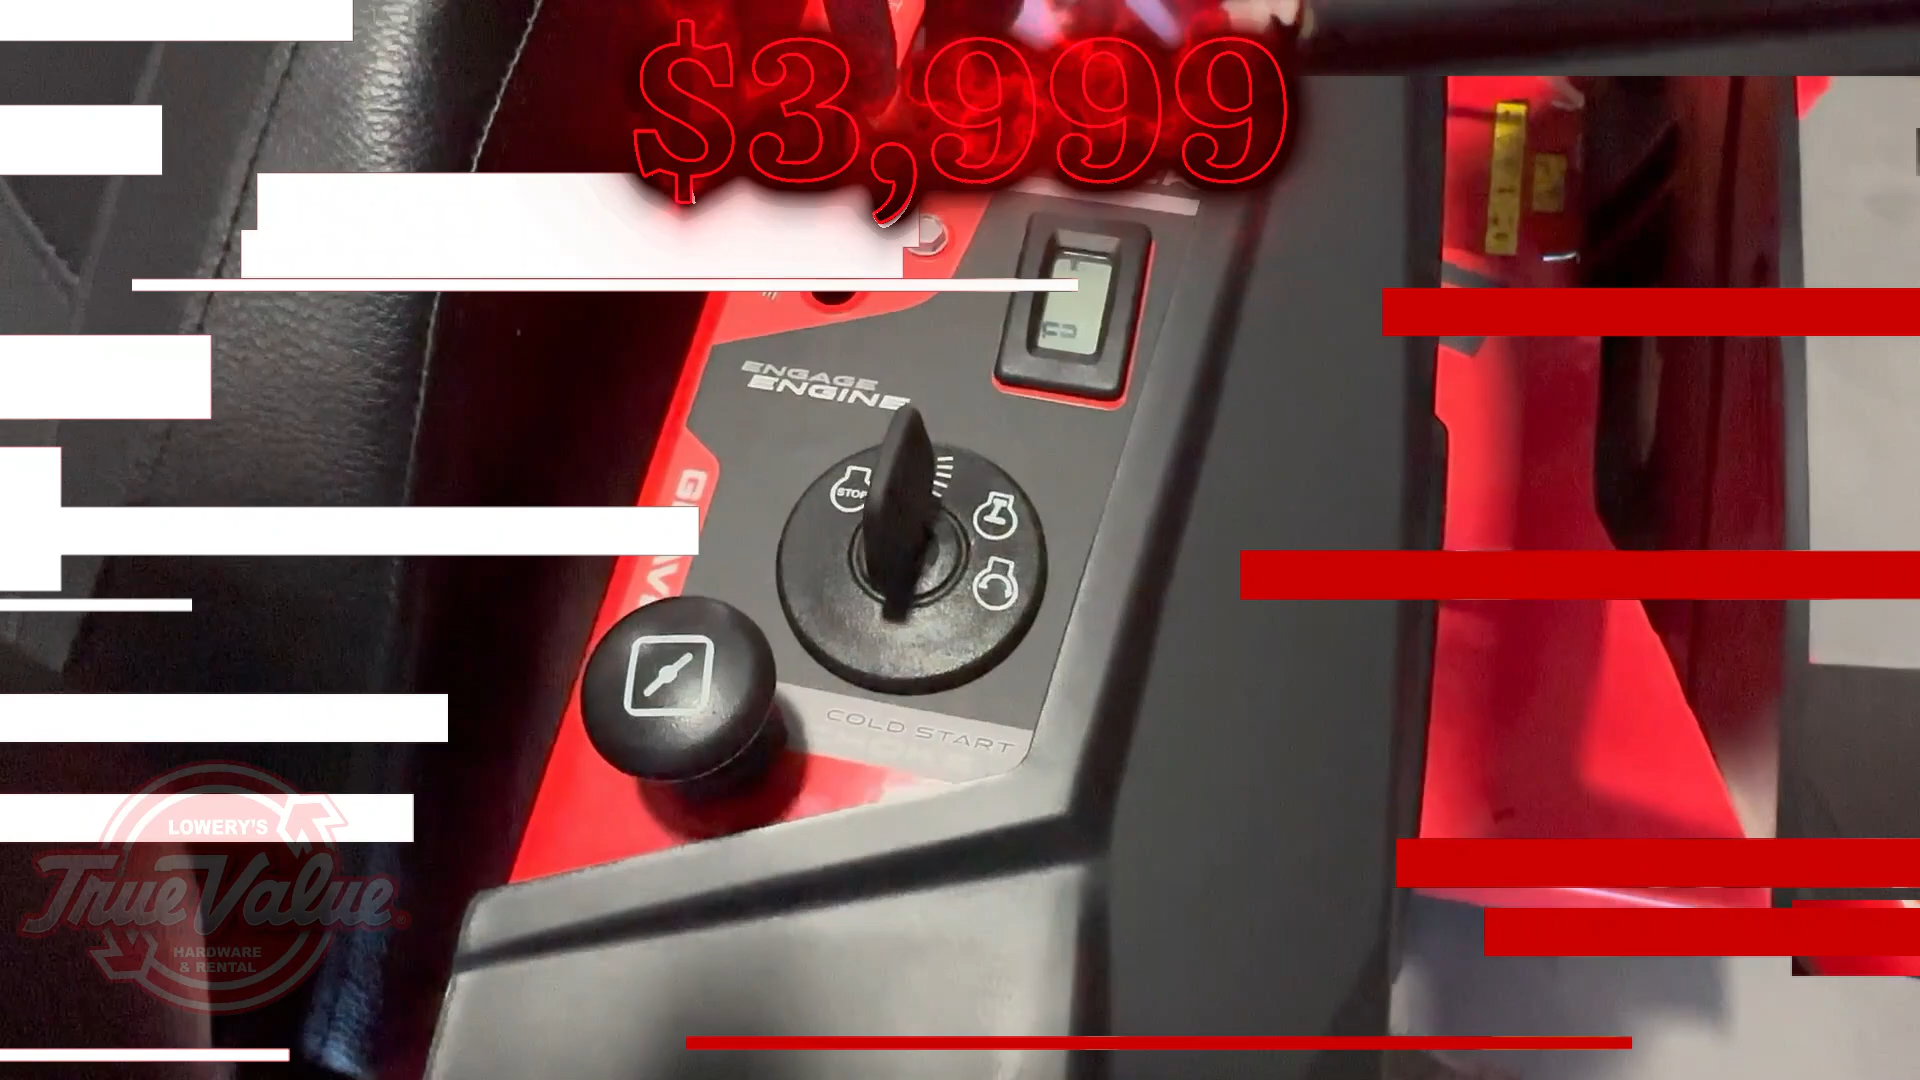 $3,999
ENGAGE
ENGINE
STOP
COLD START
LOWERY'S
True Value.
HARDWARE
& RENTAL